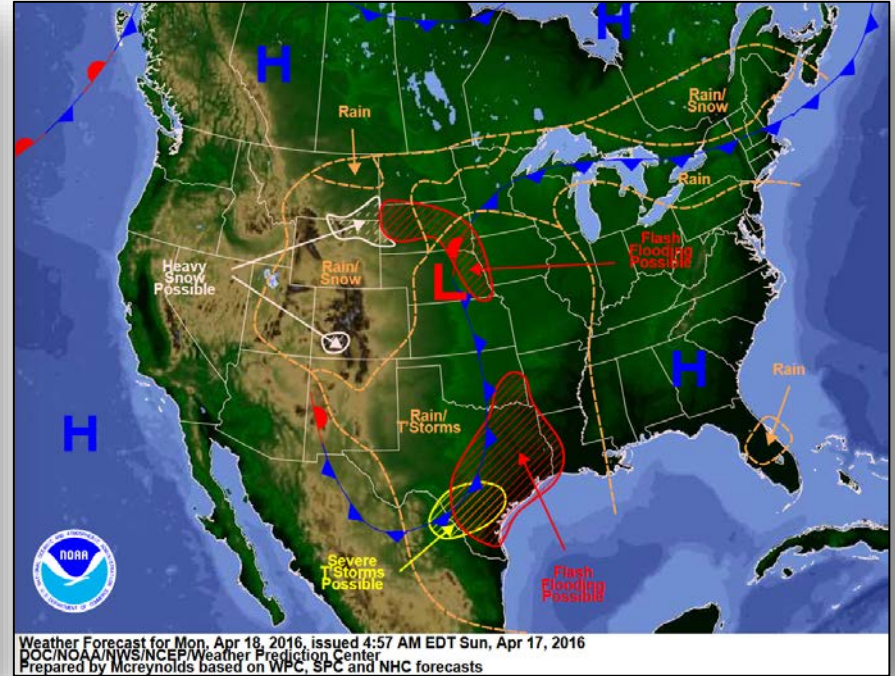 H
H
Rain/
Snow
Rain
Rain
Heavy
Snow
Possible
Rain/
Snow
Flash
Flooding
Possible
L
H
Rain
H
Rain/
T'Storms
NOAA
Severe
T'Storms
Possible
Flash
Flooding
Possible
Weather Forecast for Mon, Apr 18, 2016, issued 4:57 AM EDT Sun, Apr 17, 2016
DOC/NOAA/NWS/NCEP/Weather Prediction Center
Prepared by Mcreynolds based on WPC, SPC and NHC forecasts